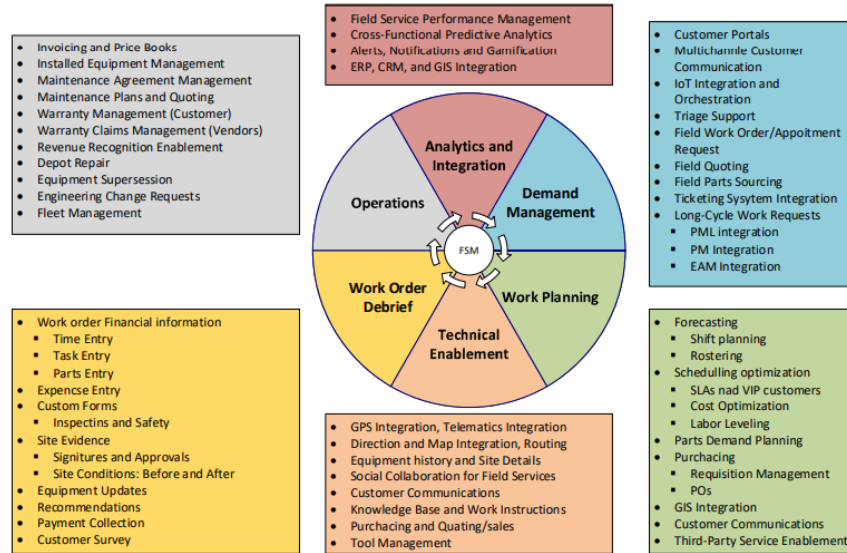 Field Service Performance Management
Cross-Functional Predictive Analytics
Alerts, Notifications and Gamification
ERP, CRM, and GIS Integration
Invoicing and Price Books
Installed Equipment Management
Maintenance Agreement Management
Maintenance Plans and Quoting
Warranty Management (Customer)
Warranty Claims Management (Vendors)
Revenue Recognition Enablement
Depot Repair
Equipment Supersession
Engineering Change Requests
Fleet Management
Customer Portals
Multichannle Customer
Communication
IoT Integration and
Orchestration
Triage Support
Field Work Order/Appoitment
Request
Field Quoting
Field Parts Sourcing
Ticketing Sysytem Integration
Long-Cycle Work Requests
PML integration
PM Integration
EAM Integration
Analytics and
Integration
Demand
Management
Operations
FSM
Work Order
Debrief
Work Planning
Technical
Enablement
Work order Financial information
Time Entry
Task Entry
Parts Entry
Expencse Entry
Custom Forms
Inspectins and Safety
Site Evidence
Signitures and Approvals
Site Conditions: Before and After
Equipment Updates
Recommendations
Payment Collection
Customer Survey
GPS Integration, Telematics Integration
Direction and Map Integration, Routing
Equipment history and Site Details
Social Collaboration for Field Services
Customer Communications
Knowledge Base and Work Instructions
Purchasing and Quating/sales
Tool Management
Forecasting
Shift planning
Rostering
Schedulling optimization
SLAs nad VIP customers
Cost Optimization
Labor Leveling
Parts Demand Planning
Purchasing
Requisition Management
POs
GIS Integration
Customer Communications
Third-Party Service Enablement